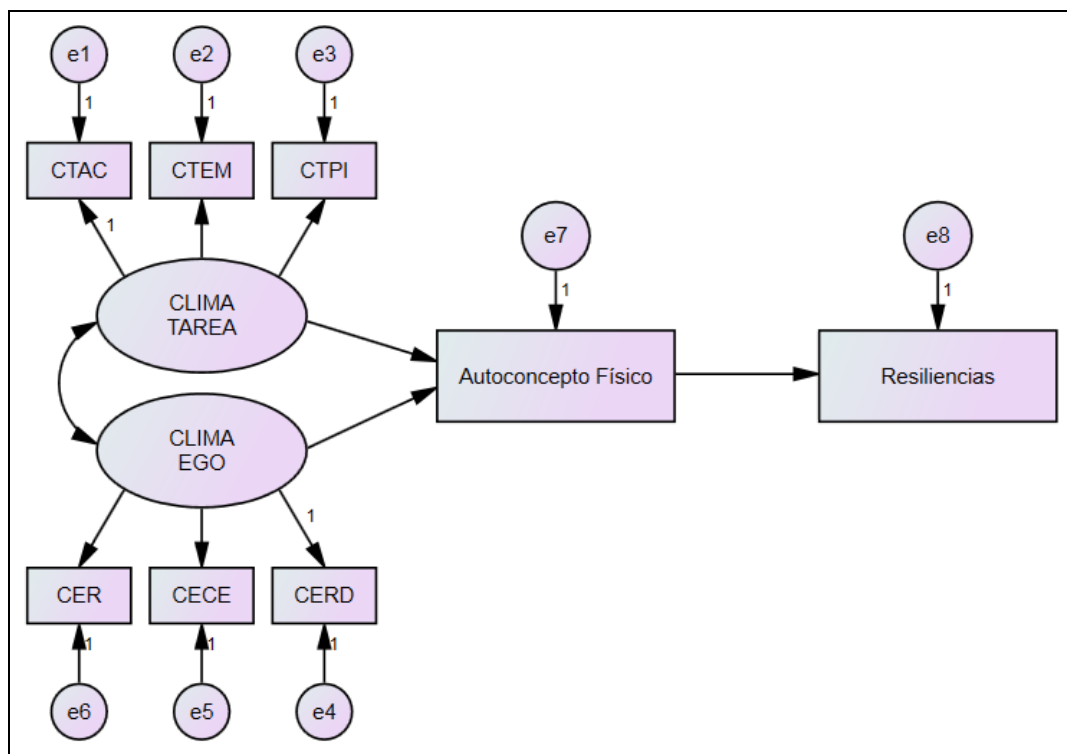 e1
e2
e3
1
1
1
CTAC
CTEM
CTPI
1
CLIMA
TAREA
e7
1
e8
1
Autoconcepto Físico
Resiliencias
CLIMA
EGO
1
CER
CECE
CERD
1
1
1
e6
e5
e4